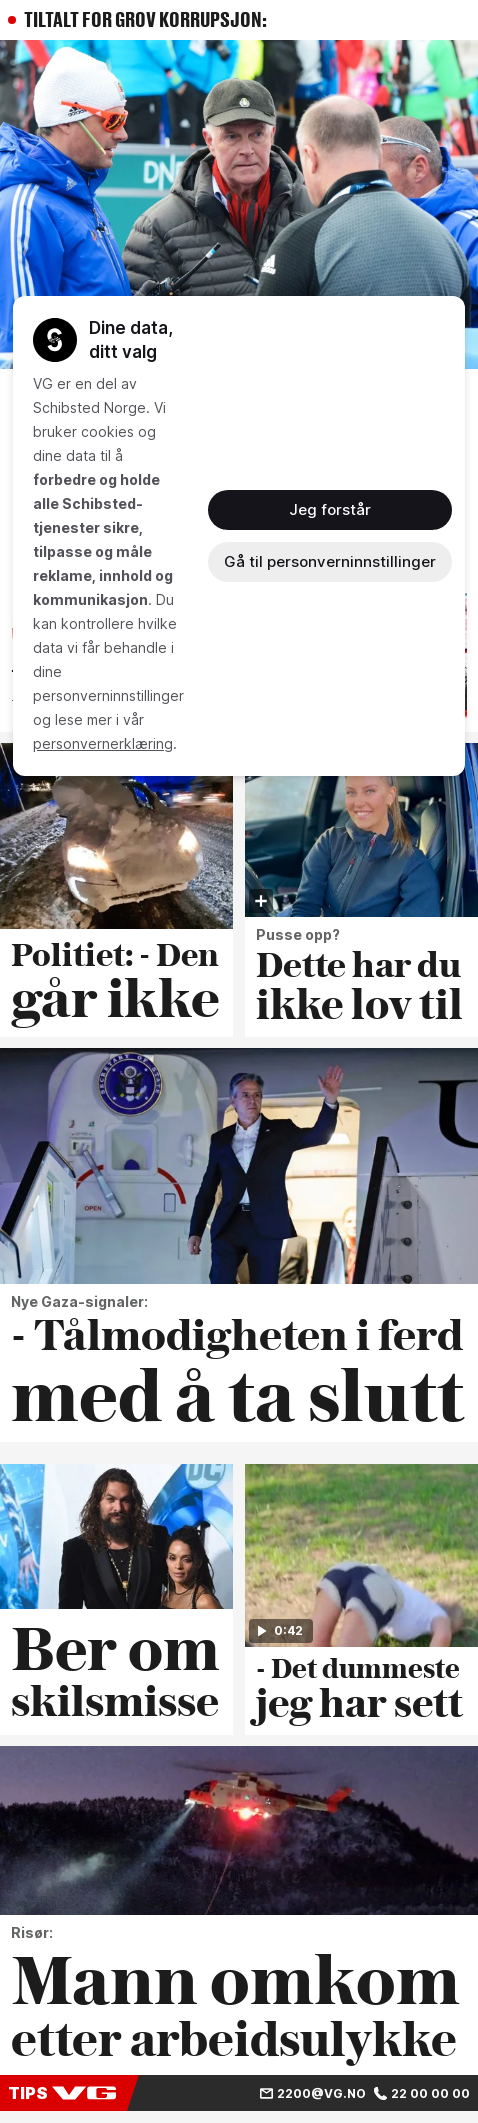 TILTALT FOR GROV KORRUPSJON:
Dine data,
ditt valg
VG er en del av
Schibsted Norge. Vi
bruker cookies og
dine data til å
forbedre og holde
alle Schibsted-
tjenester sikre,
tilpasse og måle
reklame, innhold og
kommunikasjon. Du
kan kontrollere hvilke
data vi får behandle i
dine
personverninnstillinger
og lese mer i vår
personvernerklæring.
Jeg forstår
Gå til personverninnstillinger
Politiet: - Den
går ikke
Pusse opp?
Dette har du
ikke lov til
SECRETARY OF STATE
OPEN
U
Nye Gaza-signaler:
- Tålmodigheten i ferd
med å ta slutt
DC
Ber om
skilsmisse
0:42
- Det dummeste
jeg har sett
Risør:
Mann omkom
etter arbeidsulykke
TIPS VG 2200@VG.NO 22 00 00 00